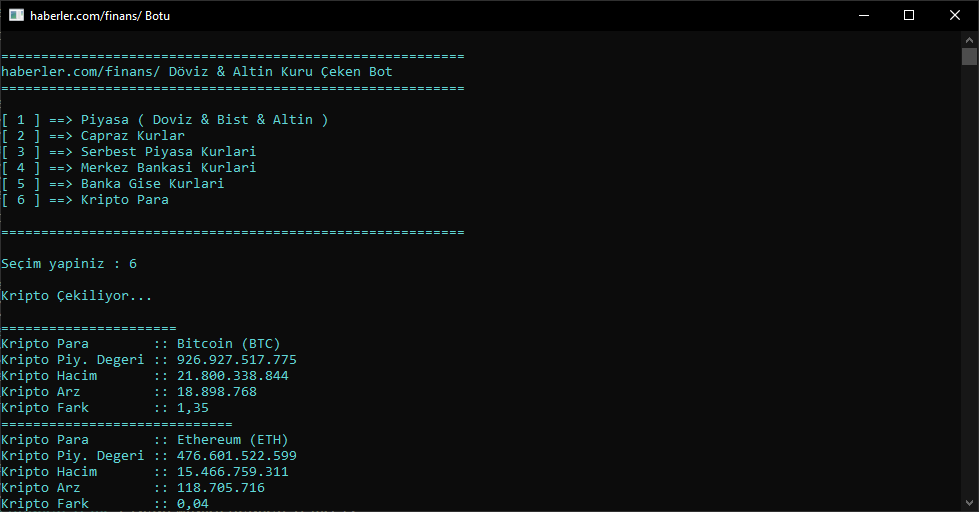 haberler.com/finans/ Botu
==========================================================
haberler.com/finans/ Döviz & Altin Kuru Çeken Bot
==========================================================
[ 1 ] ==> Piyasa ( Doviz & Bist & Altin )
[ 2 ] ==> Capraz Kurlar
[ 3 ] ==> Serbest Piyasa Kurlari
[ 4 ] ==> Merkez Bankasi Kurlari
[ 5 ] ==> Banka Gise Kurlari
[ 6 ] ==> Kripto Para
==========================================================
Seçim yapiniz : 6
Kripto Çekiliyor...
======================
Kripto Para        :: Bitcoin (BTC)
Kripto Piy. Degeri :: 926.927.517.775
Kripto Hacim       :: 21.800.338.844
Kripto Arz         :: 18.898.768
Kripto Fark        :: 1,35
=============================
Kripto Para        :: Ethereum (ETH)
Kripto Piy. Degeri :: 476.601.522.599
Kripto Hacim       :: 15.466.759.311
Kripto Arz         :: 118.705.716
Kripto Fark        :: 0,04